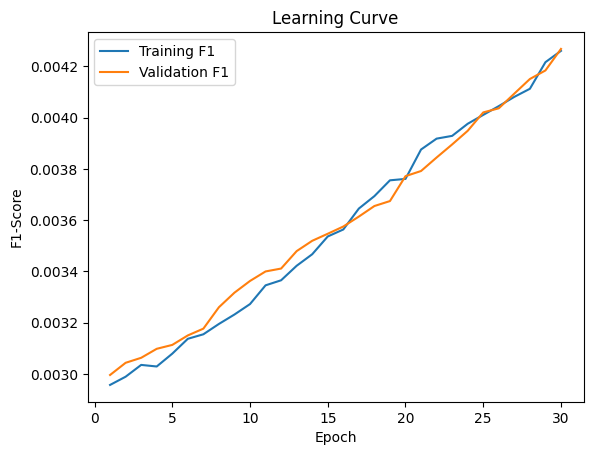 Learning Curve
Training F1
Validation F1
F1-Score
0.0042
0.0040
0.0038
0.0036
0.0034
0.0032
0.0030
0 5 10 15 20 25 30
Epoch